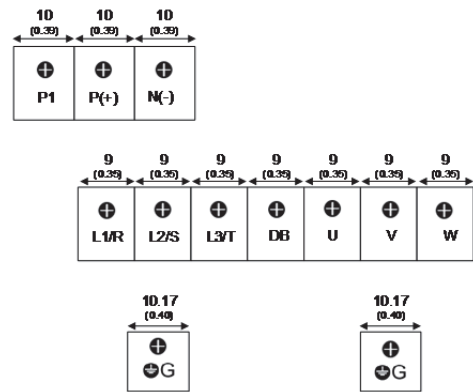 10 10 10
(0.39) (0.39) (0.39)
P1 P(+) N(-)
9 9 9 9 9 9 9
(0.35) (0.35) (0.35) (0.35) (0.35) (0.35) (0.35)
L1/R L2/S L3/T DB U V W
10.17 10.17
(0.40) (0.40)
G G